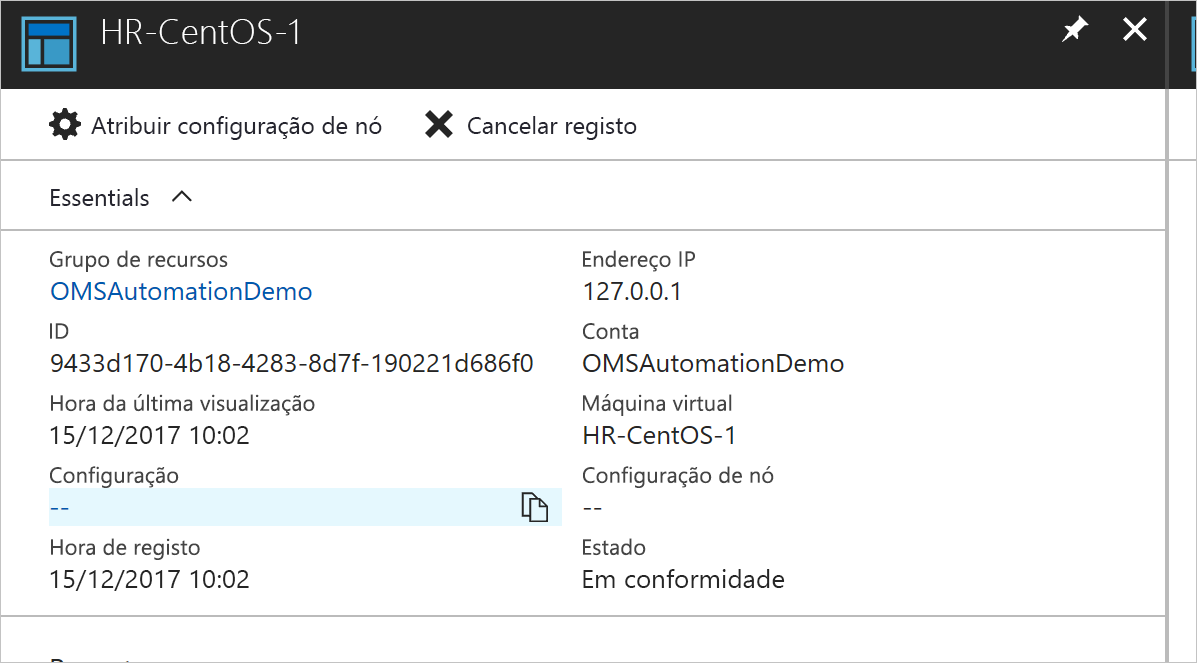 HR-CentOS-1
Atribuir configuração de nó
Cancelar registo
Essentials
Grupo de recursos
OMSAutomationDemo
Endereço IP
127.0.0.1
ID
9433d170-4b18-4283-8d7f-190221d686f0
Conta
OMSAutomationDemo
Hora da última visualização
15/12/2017 10:02
Máquina virtual
HR-CentOS-1
Configuração
--
Configuração de nó
--
Hora de registo
15/12/2017 10:02
Estado
Em conformidade